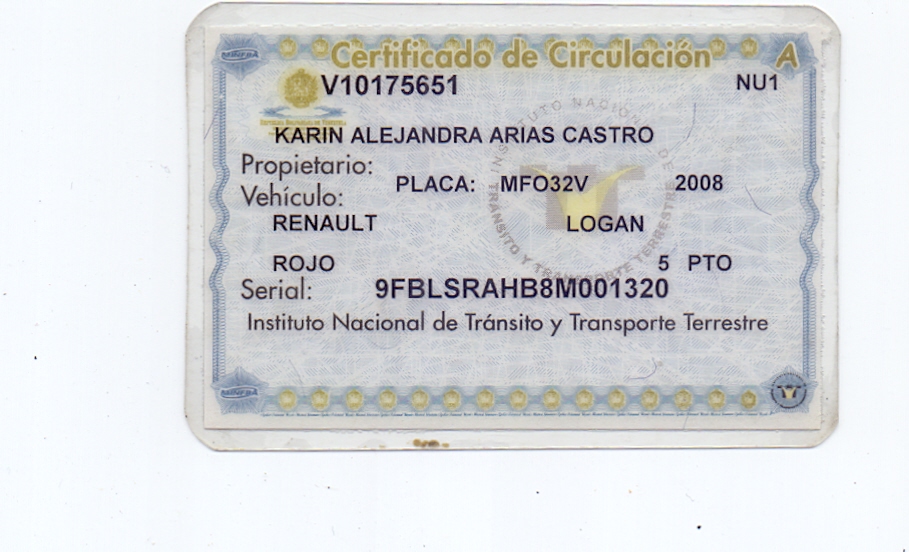 Certificado de Circulación A
V10175651 NU1
KARIN ALEJANDRA ARIAS CASTRO
Propietario:
PLACA: MFO32V 2008
Vehículo:
RENAULT LOGAN
ROJO 5 PTO
Serial: 9FBLSRAHB8M001320
Instituto Nacional de Tránsito y Transporte Terrestre
INSTITUTO NACIONAL DE TRÁNSITO Y TRANSPORTE TERRESTRE